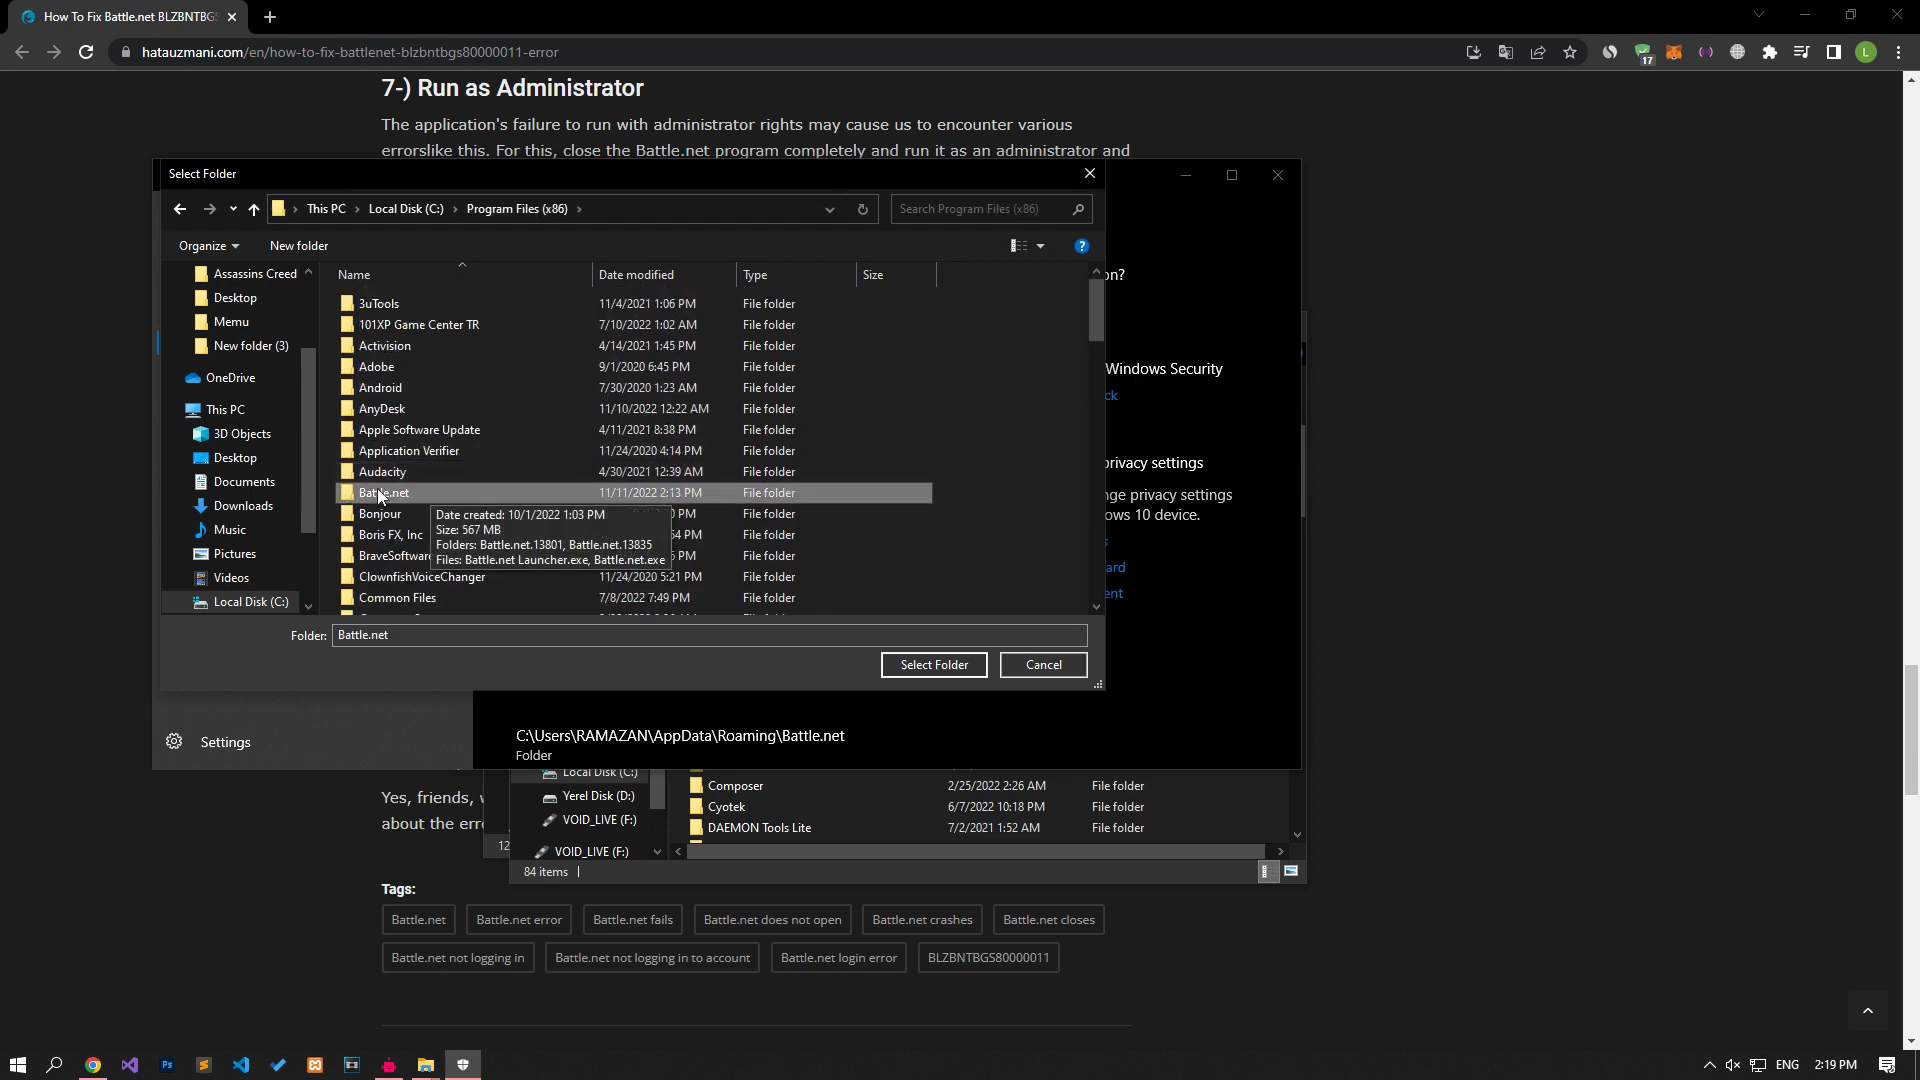 How To Fix Battle.net BLZBNTBGS
hatauzmani.com/en/how-to-fix-battlenet-blzbntbgs80000011-error
17
L
7-) Run as Administrator
The application's failure to run with administrator rights may cause us to encounter various
errorslike this. For this, close the Battle.net program completely and run it as an administrator and
Select Folder
This PC > Local Disk (C:) > Program Files (x86) >
Search Program Files (x86)
Organize
New folder
Name Date modified Type Size
Assassins Creed
Desktop
Memu
New folder (3)
OneDrive
This PC
3D Objects
Desktop
Documents
Downloads
Music
Pictures
Videos
Local Disk (C:)
3uTools 11/4/2021 1:06 PM File folder
101XP Game Center TR 7/10/2022 1:02 AM File folder
Activision 4/14/2021 1:45 PM File folder
Adobe 9/1/2020 6:45 PM File folder
Android 7/30/2020 1:23 AM File folder
AnyDesk 11/10/2022 12:22 AM File folder
Apple Software Update 4/11/2021 8:38 PM File folder
Application Verifier 11/24/2020 4:14 PM File folder
Audacity 4/30/2021 12:39 AM File folder
Battle.net 11/11/2022 2:13 PM File folder
Bonjour File folder
Boris FX, Inc File folder
BraveSoftware File folder
ClownfishVoiceChanger 11/24/2020 5:21 PM File folder
Common Files 7/8/2022 7:49 PM File folder
Date created: 10/1/2022 1:03 PM
Size: 567 MB
Folders: Battle.net.13801, Battle.net.13835
Files: Battle.net Launcher.exe, Battle.net.exe
Folder: Battle.net
Select Folder
Cancel
on?
Windows Security
ck
privacy settings
nge privacy settings
ows 10 device.
s
ard
ent
Settings
C:\Users\RAMAZAN\AppData\Roaming\Battle.net
Folder
Local Disk (C:)
Yerel Disk (D:)
VOID_LIVE (F:)
VOID_LIVE (F:)
Composer 2/25/2022 2:26 AM File folder
Cyotek 6/7/2022 10:18 PM File folder
DAEMON Tools Lite 7/2/2021 1:52 AM File folder
12
84 items
Yes, friends,
about the erro
Tags:
Battle.net
Battle.net error
Battle.net fails
Battle.net does not open
Battle.net crashes
Battle.net closes
Battle.net not logging in
Battle.net not logging in to account
Battle.net login error
BLZBNTBGS80000011
Ps
ENG
2:19 PM